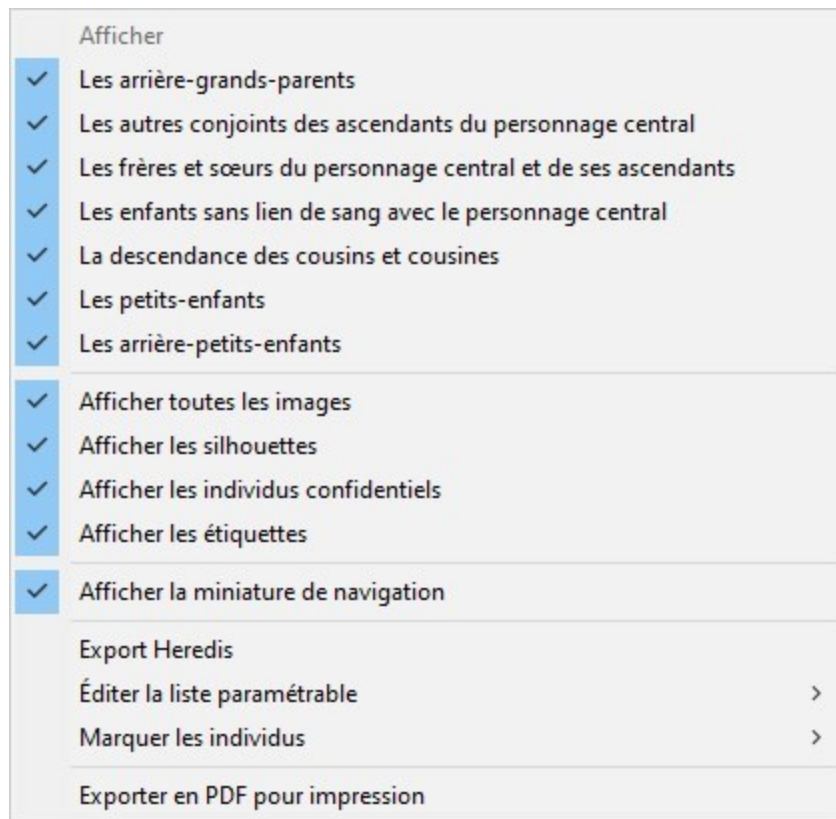 Afficher
Les arrière-grands-parents
Les autres conjoints des ascendants du personnage central
Les frères et sœurs du personnage central et de ses ascendants
Les enfants sans lien de sang avec le personnage central
La descendance des cousins et cousines
Les petits-enfants
Les arrière-petits-enfants
Afficher toutes les images
Afficher les silhouettes
Afficher les individus confidentiels
Afficher les étiquettes
Afficher la miniature de navigation
Export Heredis
Éditer la liste paramétrable
Marquer les individus
Exporter en PDF pour impression